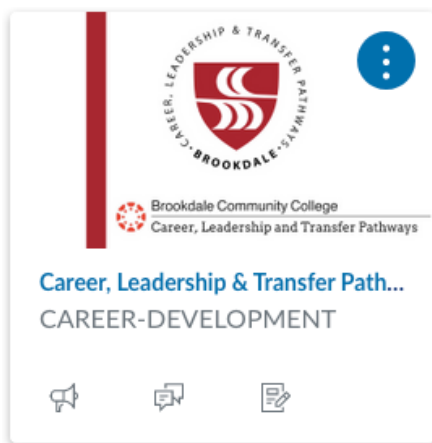 CAREER, LEADERSHIP & TRANSFER PATHWAYS
•BROOKDALE•
Brookdale Community College
Career, Leadership and Transfer Pathways
Career, Leadership & Transfer Path...
CAREER-DEVELOPMENT